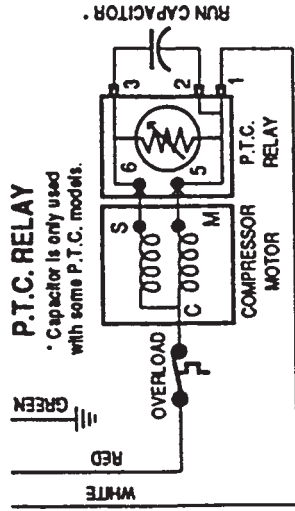 P.T.C. RELAY
* Capacitor is only used
with some P.T.C. models.
RUN CAPACITOR *
3
2
1
6
5
P.T.C.
RELAY
S
M
C
COMPRESSOR
MOTOR
OVERLOAD
GREEN
RED
WHITE